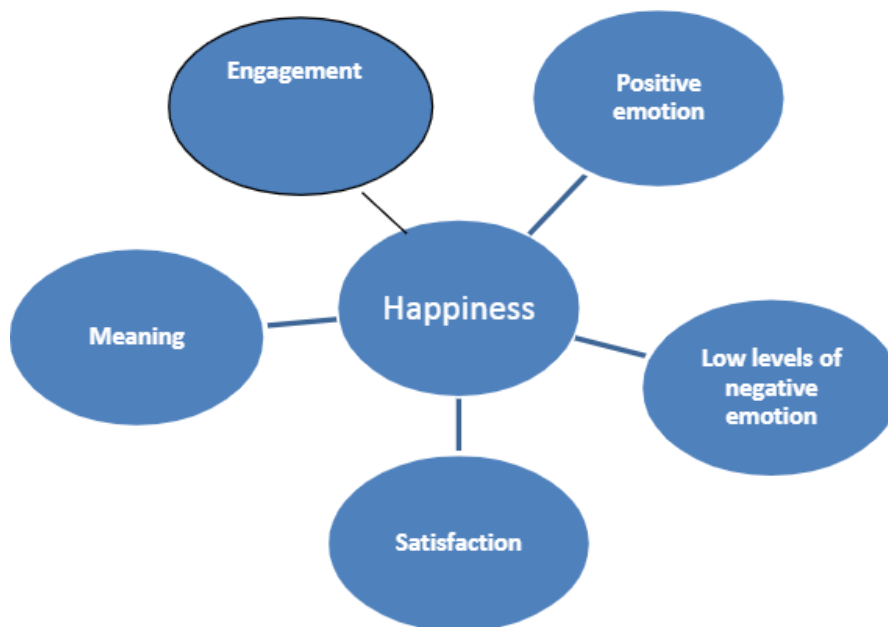 Engagement
Positive
emotion
Happiness
Meaning
Low levels of
negative
emotion
Satisfaction